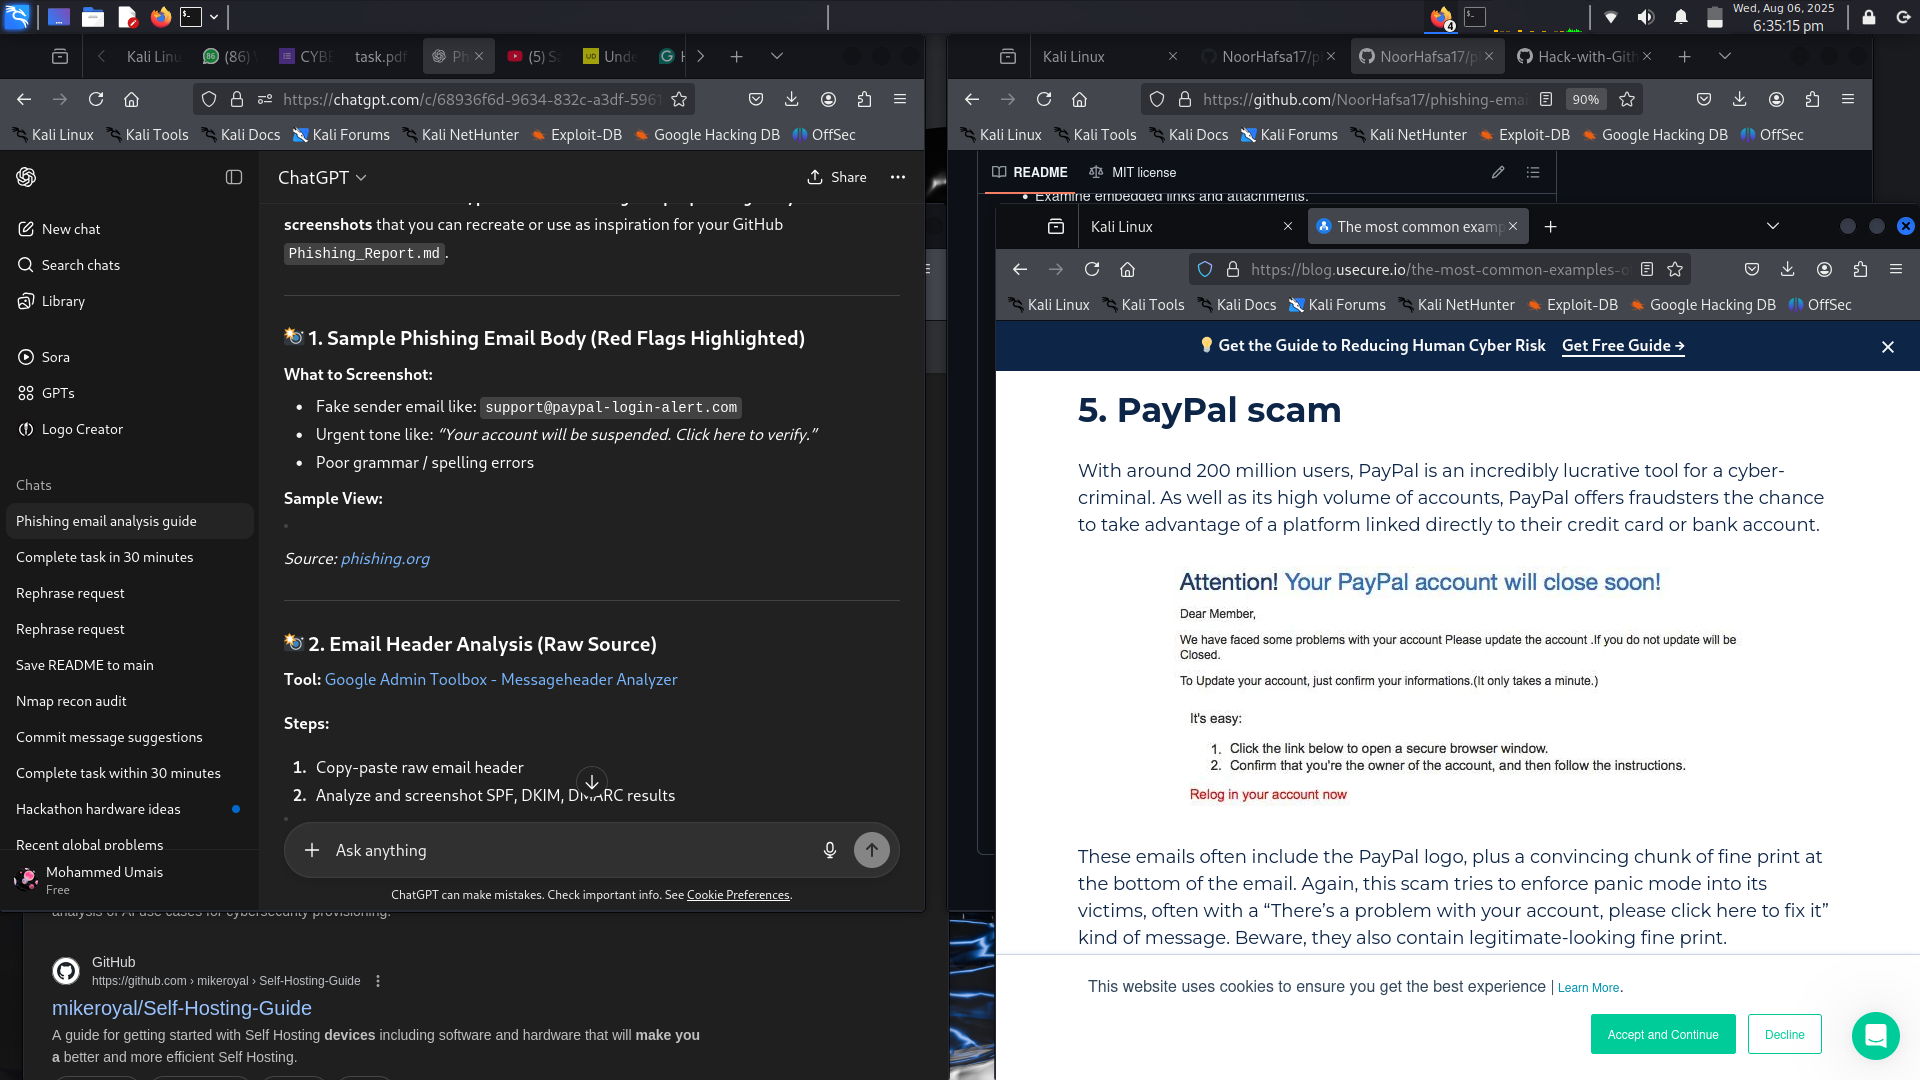 Wed, Aug 06, 2025
6:35:15 pm
4
Kali Linu
(86)
CYBE
task.pdf
Ph
(5) S
Unde
https://chatgpt.com/c/68936f6d-9634-832c-a3df-5961
Kali Linux
Kali Tools
Kali Docs
Kali Forums
Kali NetHunter
Exploit-DB
Google Hacking DB
OffSec
ChatGPT
Share
New chat
Search chats
Library
Sora
GPTs
Logo Creator
Chats
Phishing email analysis guide
Complete task in 30 minutes
Rephrase request
Rephrase request
Save README to main
Nmap recon audit
Commit message suggestions
Complete task within 30 minutes
Hackathon hardware ideas
Recent global problems
Mohammed Umais
Free
screenshots that you can recreate or use as inspiration for your GitHub
Phishing_Report.md.
1. Sample Phishing Email Body (Red Flags Highlighted)
What to Screenshot:
• Fake sender email like: support@paypal-login-alert.com
• Urgent tone like: “Your account will be suspended. Click here to verify.”
• Poor grammar / spelling errors
Sample View:
Source: phishing.org
2. Email Header Analysis (Raw Source)
Tool: Google Admin Toolbox - Messageheader Analyzer
Steps:
1. Copy-paste raw email header
2. Analyze and screenshot SPF, DKIM, DMARC results
Ask anything
ChatGPT can make mistakes. Check important info. See Cookie Preferences.
analysis of AI use cases for cybersecurity provisioning.
GitHub
https://github.com › mikeroyal › Self-Hosting-Guide
mikeroyal/Self-Hosting-Guide
A guide for getting started with Self Hosting devices including software and hardware that will make you
a better and more efficient Self Hosting.
Kali Linux
NoorHafsa17/p
NoorHafsa17/p
Hack-with-Gith
https://github.com/NoorHafsa17/phishing-emai
90%
Kali Linux
Kali Tools
Kali Docs
Kali Forums
Kali NetHunter
Exploit-DB
Google Hacking DB
OffSec
README
MIT license
• Examine embedded links and attachments.
Kali Linux
The most common examp
https://blog.usecure.io/the-most-common-examples-o
Kali Linux
Kali Tools
Kali Docs
Kali Forums
Kali NetHunter
Exploit-DB
Google Hacking DB
OffSec
Get the Guide to Reducing Human Cyber Risk Get Free Guide →
5. PayPal scam
With around 200 million users, PayPal is an incredibly lucrative tool for a cyber-
criminal. As well as its high volume of accounts, PayPal offers fraudsters the chance
to take advantage of a platform linked directly to their credit card or bank account.
Attention! Your PayPal account will close soon!
Dear Member,
We have faced some problems with your account Please update the account .If you do not update will be
Closed.
To Update your account, just confirm your informations.(It only takes a minute.)
It's easy:
1. Click the link below to open a secure browser window.
2. Confirm that you're the owner of the account, and then follow the instructions.
Relog in your account now
These emails often include the PayPal logo, plus a convincing chunk of fine print at
the bottom of the email. Again, this scam tries to enforce panic mode into its
victims, often with a “There’s a problem with your account, please click here to fix it”
kind of message. Beware, they also contain legitimate-looking fine print.
This website uses cookies to ensure you get the best experience | Learn More.
Accept and Continue
Decline